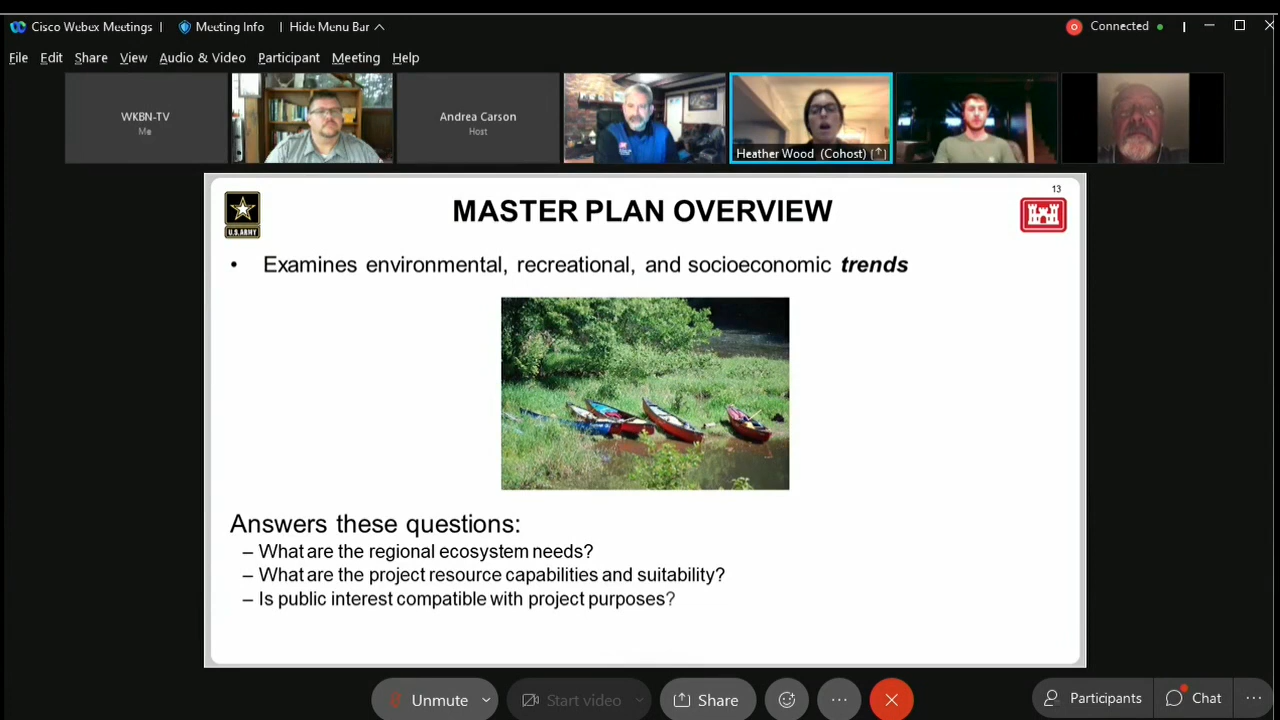 Cisco Webex Meetings
Meeting Info
Hide Menu Bar
Connected
File Edit Share View Audio & Video Participant Meeting Help
WKBN-TV
Me
Andrea Carson
Host
Heather Wood (Cohost)
13
MASTER PLAN OVERVIEW
U.S.ARMY
• Examines environmental, recreational, and socioeconomic trends
Answers these questions:
– What are the regional ecosystem needs?
– What are the project resource capabilities and suitability?
– Is public interest compatible with project purposes?
Unmute
Start video
Share
Participants
Chat